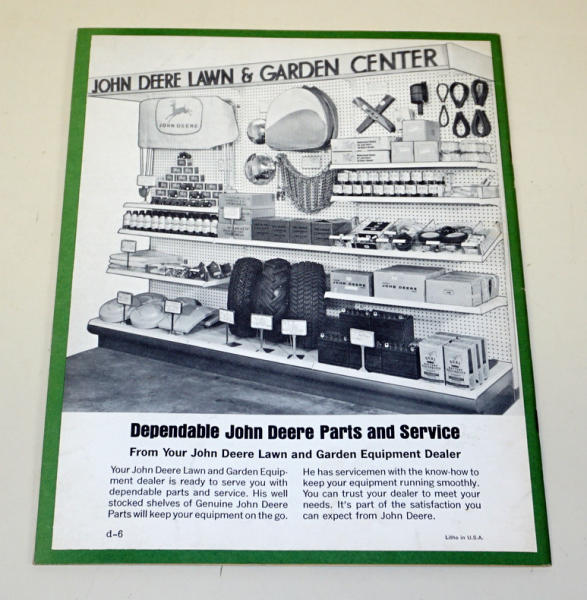 JOHN DEERE LAWN & GARDEN CENTER
JOHN DEERE
JOHN DEERE
Dependable John Deere Parts and Service
From Your John Deere Lawn and Garden Equipment Dealer
Your John Deere Lawn and Garden Equip-
ment dealer is ready to serve you with
dependable parts and service. His well
stocked shelves of Genuine John Deere
Parts will keep your equipment on the go.
He has servicemen with the know-how to
keep your equipment running smoothly.
You can trust your dealer to meet your
needs. It's part of the satisfaction you
can expect from John Deere.
d-6
Litho in U.S.A.